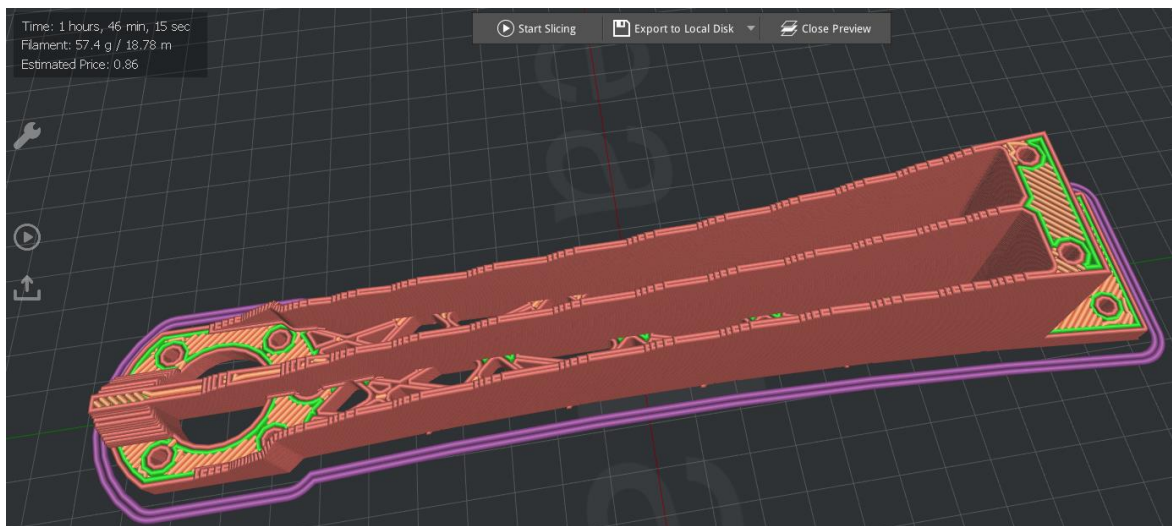 Time: 1 hours, 46 min, 15 sec
Filament: 57.4 g / 18.78 m
Estimated Price: 0.86
Start Slicing
Export to Local Disk
Close Preview